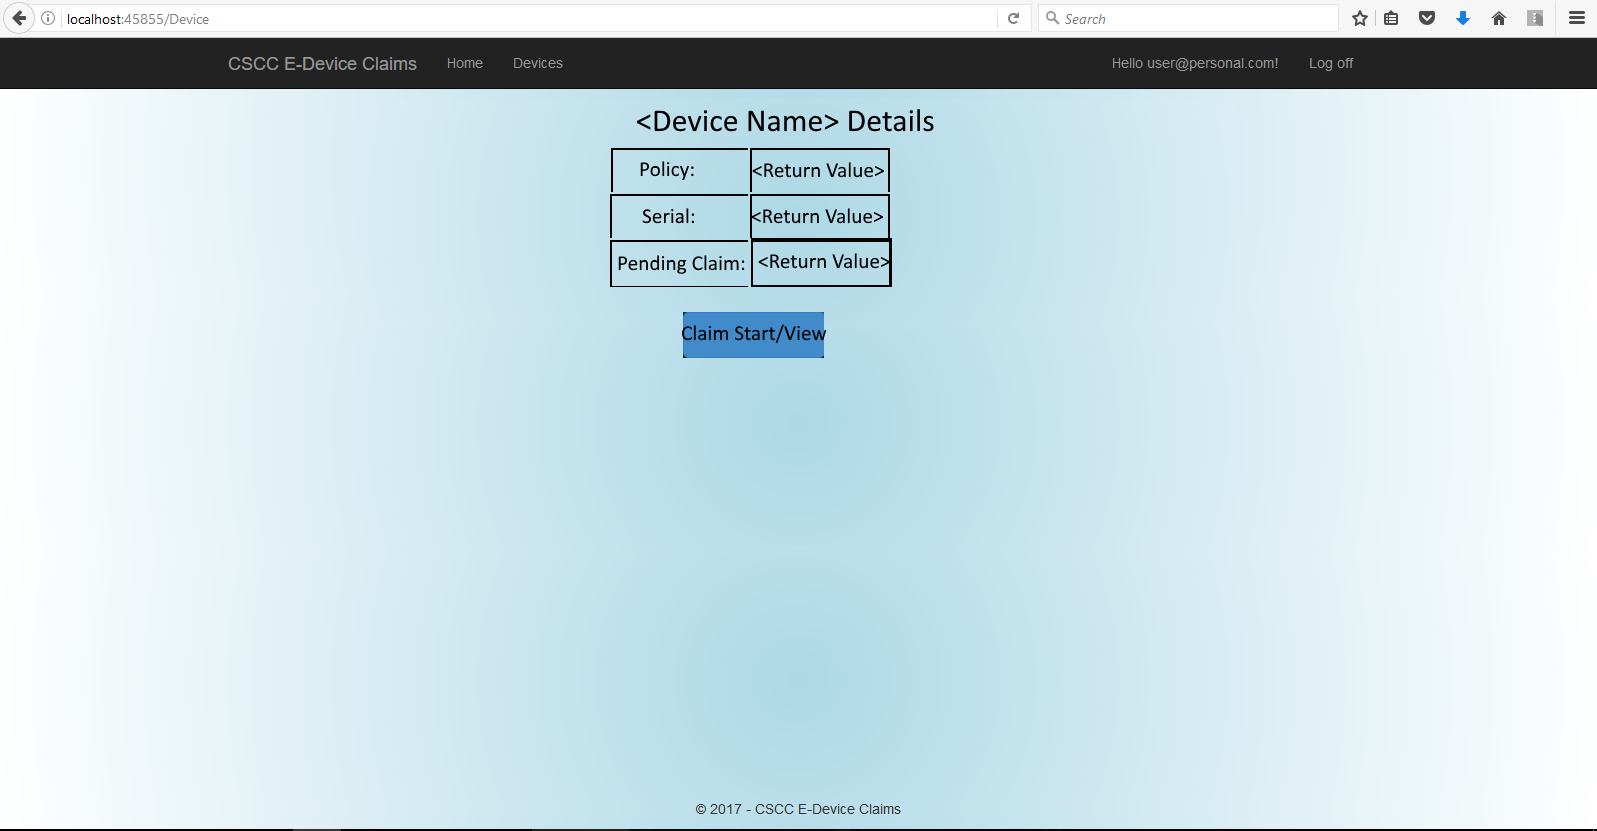 localhost:45855/Device
Search
CSCC E-Device Claims Home Devices Hello user@personal.com! Log off
<Device Name> Details
Policy: <Return Value>
Serial: <Return Value>
Pending Claim: <Return Value>
Claim Start/View
© 2017 - CSCC E-Device Claims